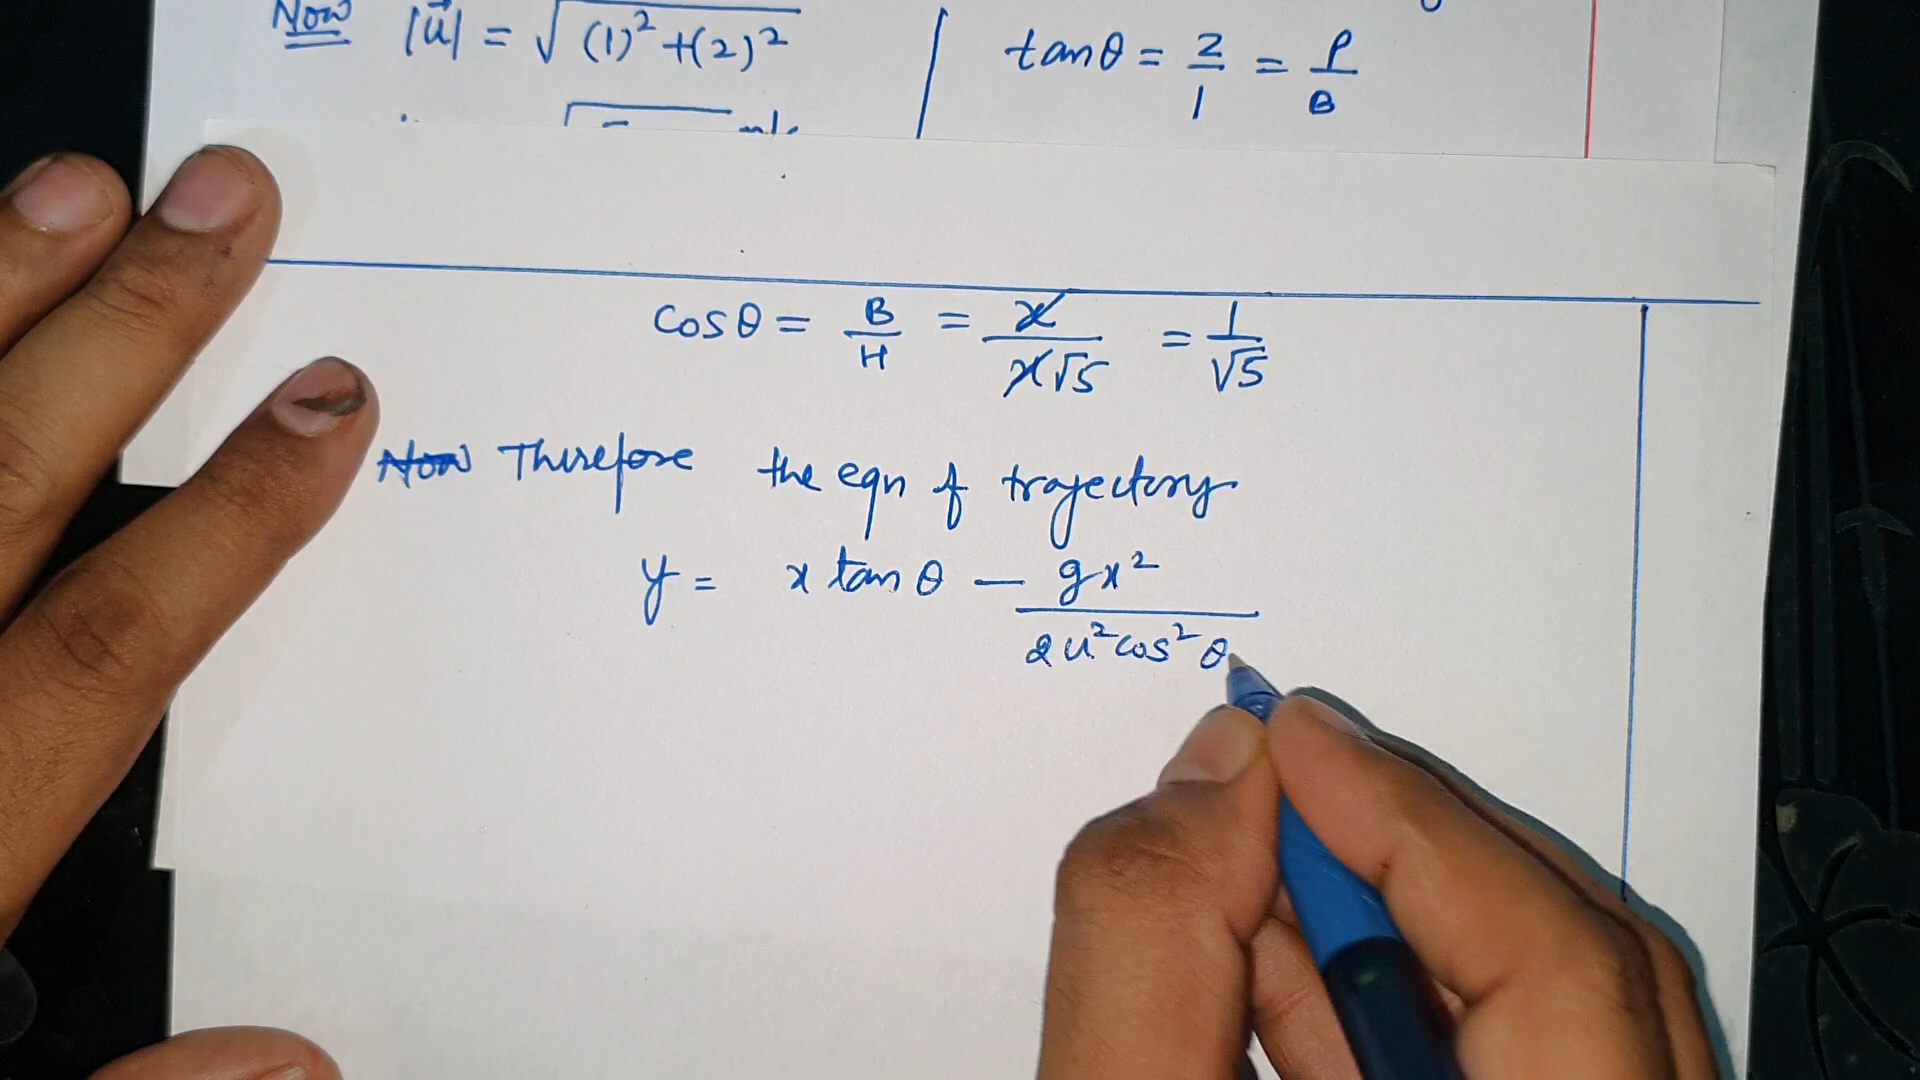 Now |u⃗| = √(1)²+(2)²
tanθ = 2/1 = P/B
cosθ = B/H = x/x√5 = 1/√5
Now Therefore the eqn of trajectory
y = x tanθ − gx²/2u²cos²θ